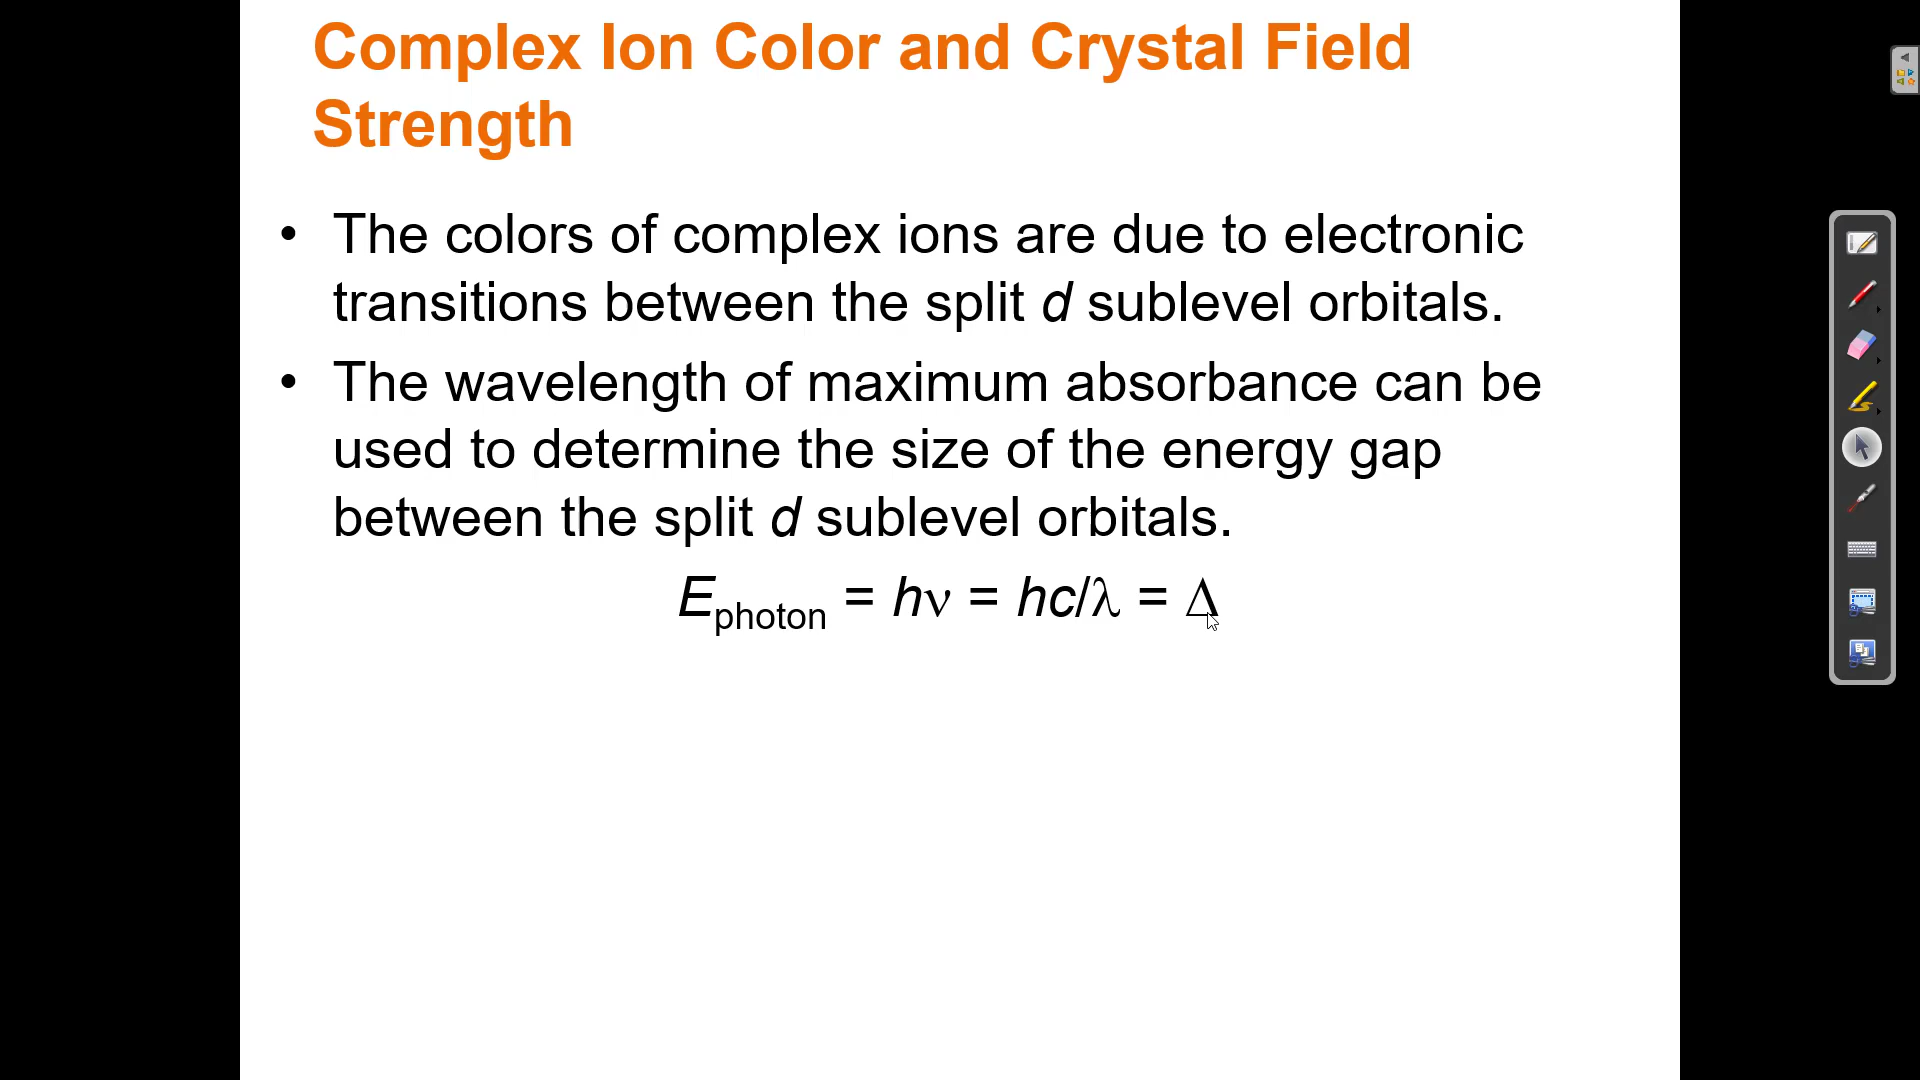 Complex Ion Color and Crystal Field
Strength
• The colors of complex ions are due to electronic
transitions between the split d sublevel orbitals.
• The wavelength of maximum absorbance can be
used to determine the size of the energy gap
between the split d sublevel orbitals.
Ephoton = hν = hc/λ = Δ